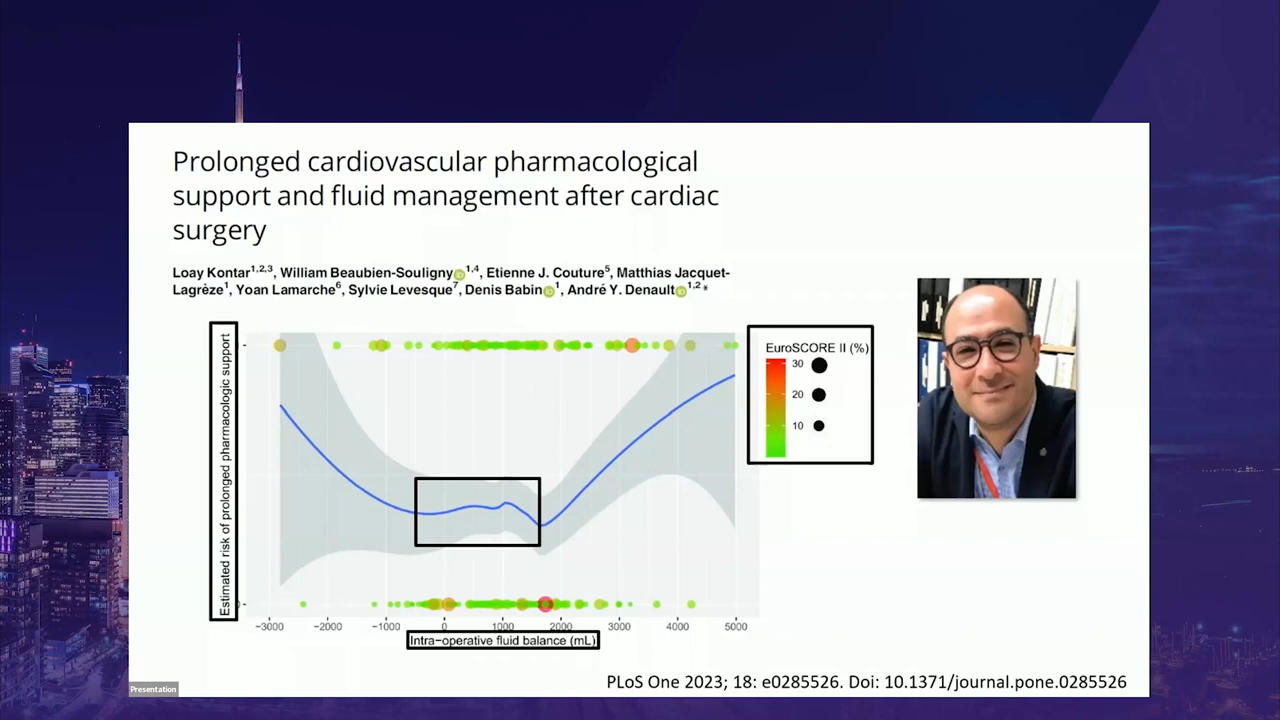 Prolonged cardiovascular pharmacological
support and fluid management after cardiac
surgery
Loay Kontar1,2,3, William Beaubien-Souligny1,4, Etienne J. Couture5, Matthias Jacquet-
Lagrèze1, Yoan Lamarche6, Sylvie Levesque7, Denis Babin1, André Y. Denault1,2*
Estimated risk of prolonged pharmacologic support
EuroSCORE II (%)
30
20
10
−3000 −2000 −1000 0 1000 2000 3000 4000 5000
Intra−operative fluid balance (mL)
PLoS One 2023; 18: e0285526. Doi: 10.1371/journal.pone.0285526
Presentation